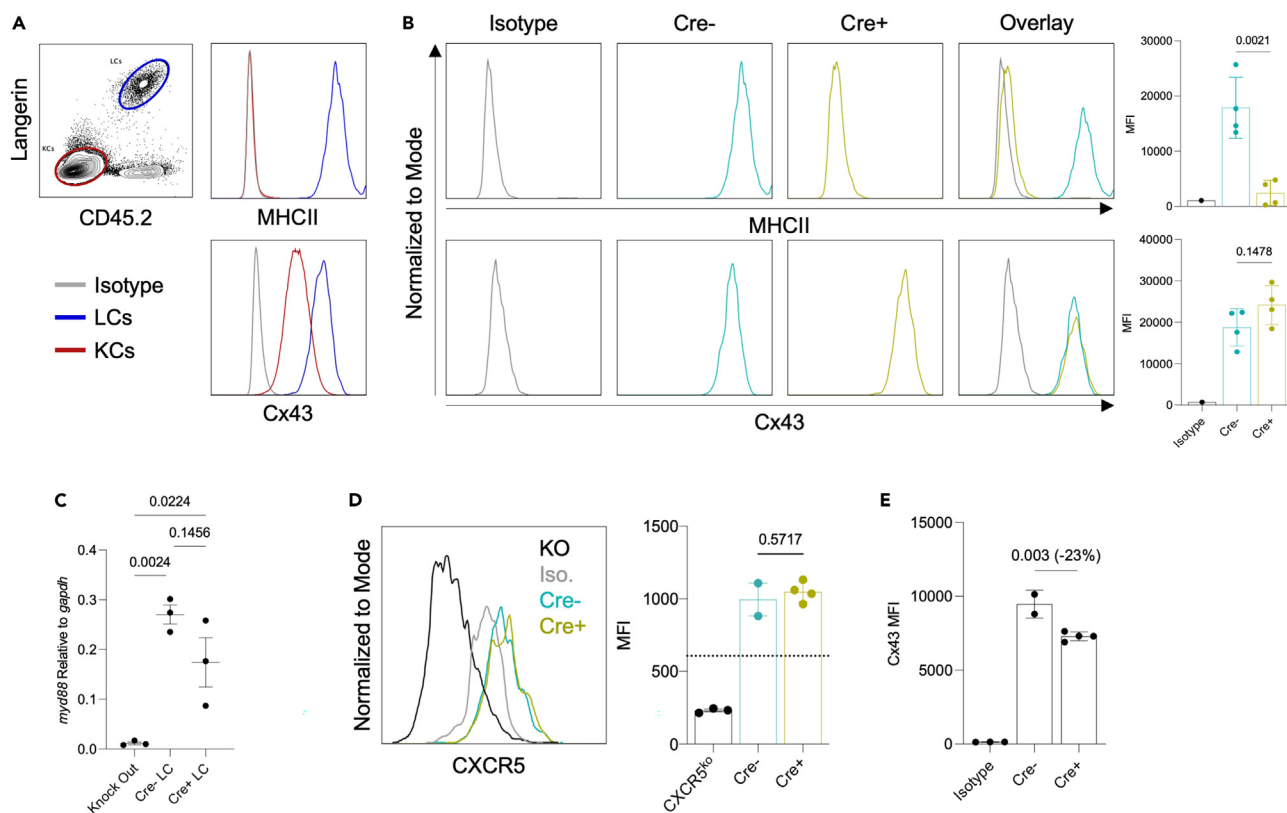 A
Langerin
LCs
KCs
CD45.2
MHCII
Isotype
LCs
KCs
Cx43
B
Isotype
Cre-
Cre+
Overlay
Normalized to Mode
MHCII
Cx43
30000
20000
10000
0
MFI
0.0021
40000
30000
20000
10000
0
MFI
0.1478
Isotype
Cre-
Cre+
C
0.0224
0.1456
0.0024
0.4
0.3
0.2
0.1
0.0
myd88 Relative to gapdh
Knock Out
Cre- LC
Cre+ LC
D
Normalized to Mode
KO
Iso.
Cre-
Cre+
CXCR5
1500
1000
500
0
MFI
0.5717
CXCR5ᵏᵒ
Cre-
Cre+
E
15000
10000
5000
0
Cx43 MFI
0.003 (-23%)
Isotype
Cre-
Cre+